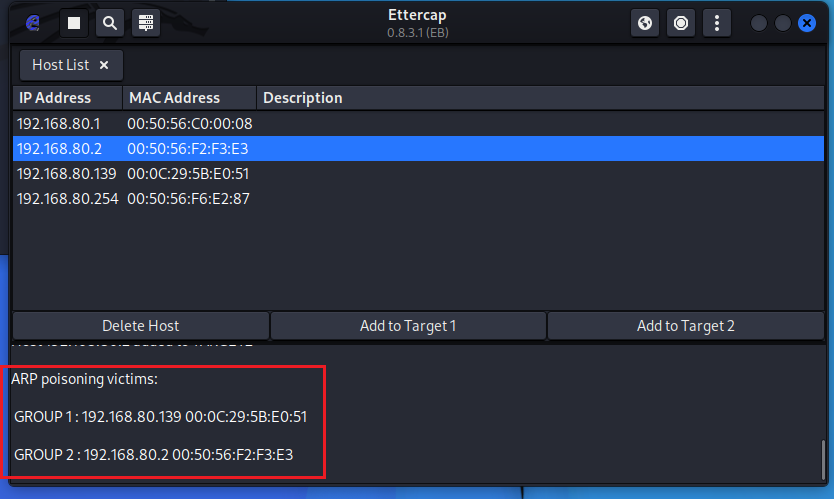 Ettercap
0.8.3.1 (EB)
Host List ×
IP Address MAC Address Description
192.168.80.1 00:50:56:C0:00:08
192.168.80.2 00:50:56:F2:F3:E3
192.168.80.139 00:0C:29:5B:E0:51
192.168.80.254 00:50:56:F6:E2:87
Delete Host Add to Target 1 Add to Target 2
ARP poisoning victims:
GROUP 1 : 192.168.80.139 00:0C:29:5B:E0:51
GROUP 2 : 192.168.80.2 00:50:56:F2:F3:E3